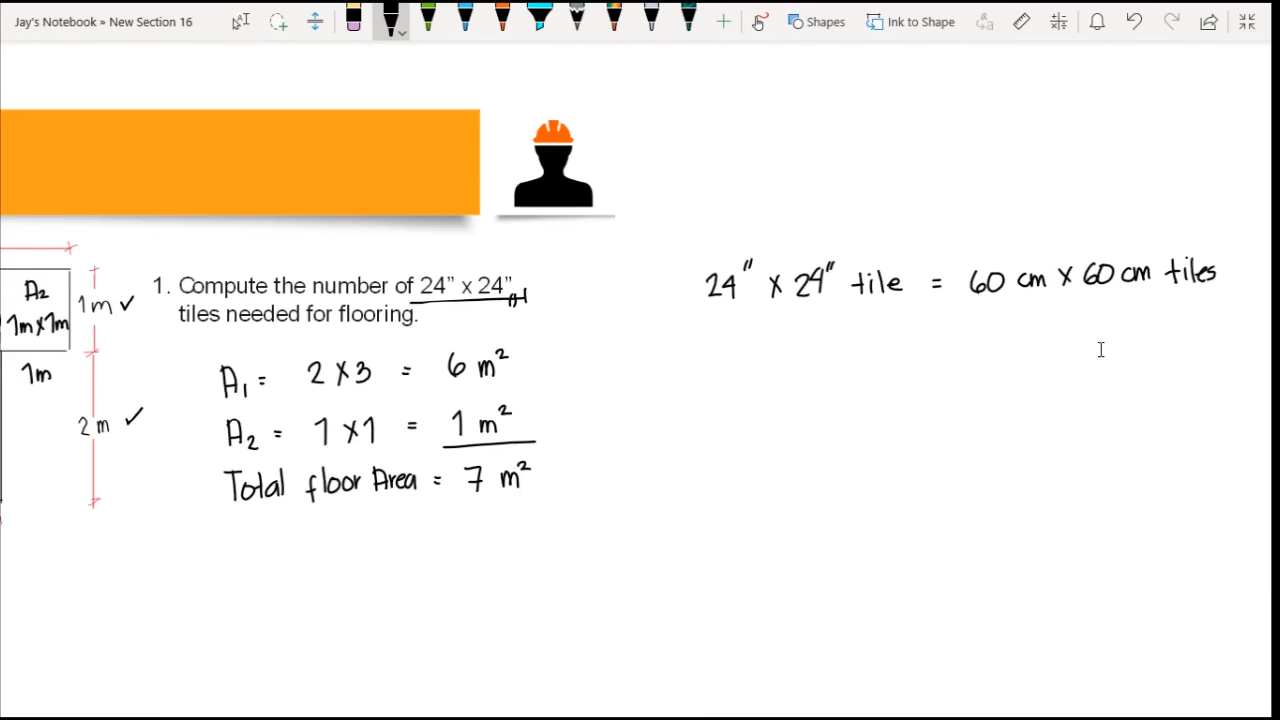 Jay's Notebook » New Section 16
Shapes
Ink to Shape
1. Compute the number of 24” x 24”
tiles needed for flooring.
24" x 24" tile = 60 cm x 60 cm tiles
A2
1m x 1m
1m ✓
1m
2m ✓
A1 = 2 x 3 = 6 m²
A2 = 1 x 1 = 1 m²
Total floor Area = 7 m²